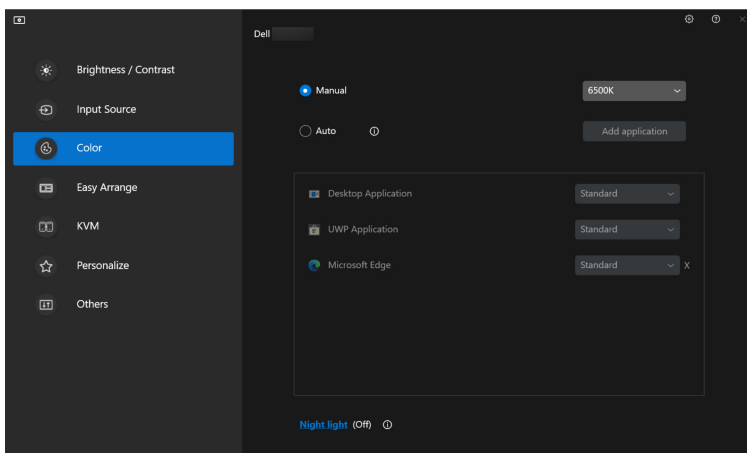 Dell
Brightness / Contrast
Input Source
Color
Easy Arrange
KVM
Personalize
Others
Manual
6500K
Auto
Add application
Desktop Application
Standard
UWP Application
Standard
Microsoft Edge
Standard
X
Night light (Off)